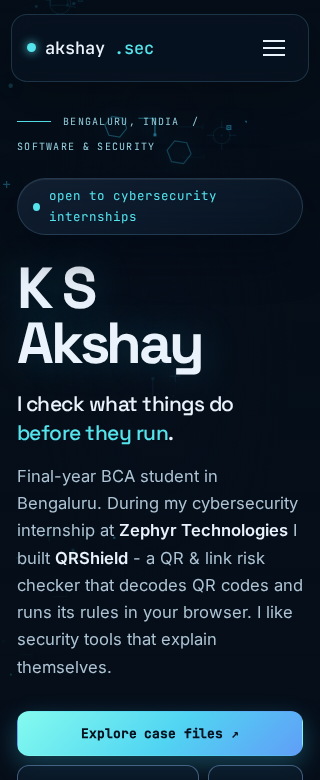 akshay .sec
BENGALURU, INDIA /
SOFTWARE & SECURITY
open to cybersecurity
internships
K S
Akshay
I check what things do
before they run.
Final-year BCA student in
Bengaluru. During my cybersecurity
internship at Zephyr Technologies I
built QRShield - a QR & link risk
checker that decodes QR codes and
runs its rules in your browser. I like
security tools that explain
themselves.
Explore case files ↗